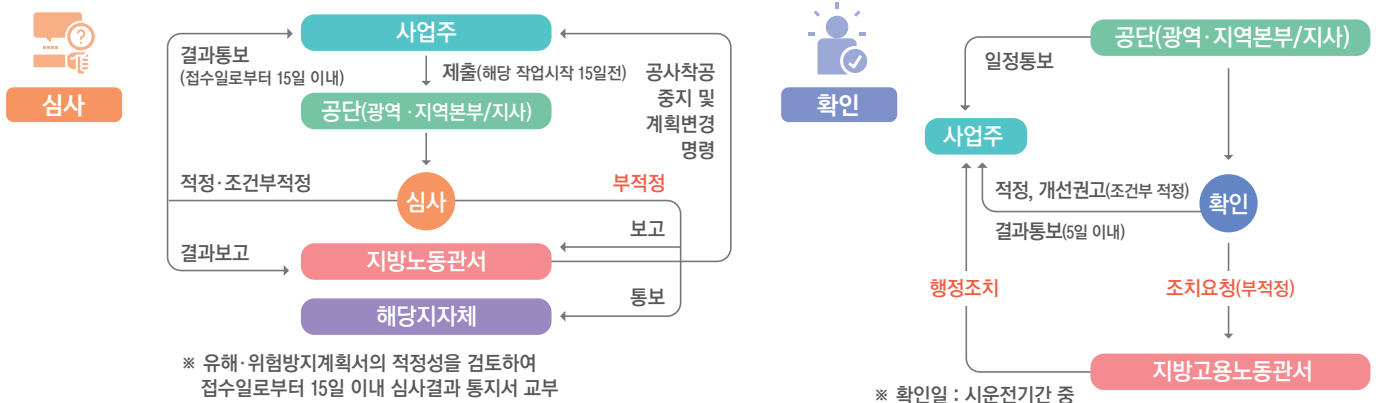 심사
사업주
결과통보
(접수일로부터 15일 이내)
제출(해당 작업시작 15일전)
공사착공
중지 및
계획변경
명령
공단(광역 · 지역본부/지사)
적정·조건부적정
심사
부적정
보고
결과보고
지방노동관서
통보
해당지자체
※ 유해·위험방지계획서의 적정성을 검토하여
접수일로부터 15일 이내 심사결과 통지서 교부
?
확인
공단(광역·지역본부/지사)
일정통보
사업주
적정, 개선권고(조건부 적정)
확인
결과통보(5일 이내)
행정조치
조치요청(부적정)
지방고용노동관서
※ 확인일 : 시운전기간 중